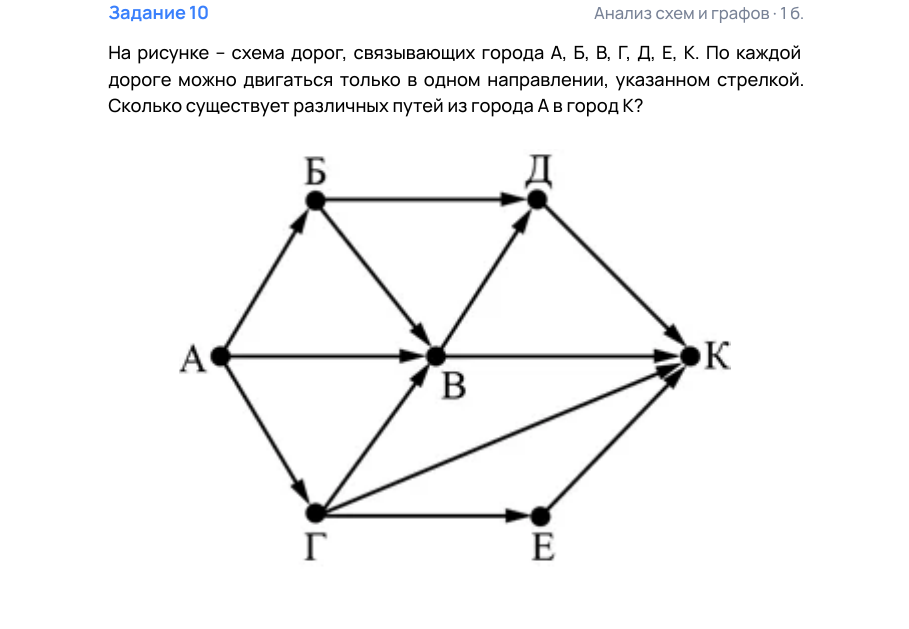 Задание 10
Анализ схем и графов · 1 б.
На рисунке – схема дорог, связывающих города А, Б, В, Г, Д, Е, К. По каждой
дороге можно двигаться только в одном направлении, указанном стрелкой.
Сколько существует различных путей из города А в город К?
Б
Д
А
В
К
Г
Е